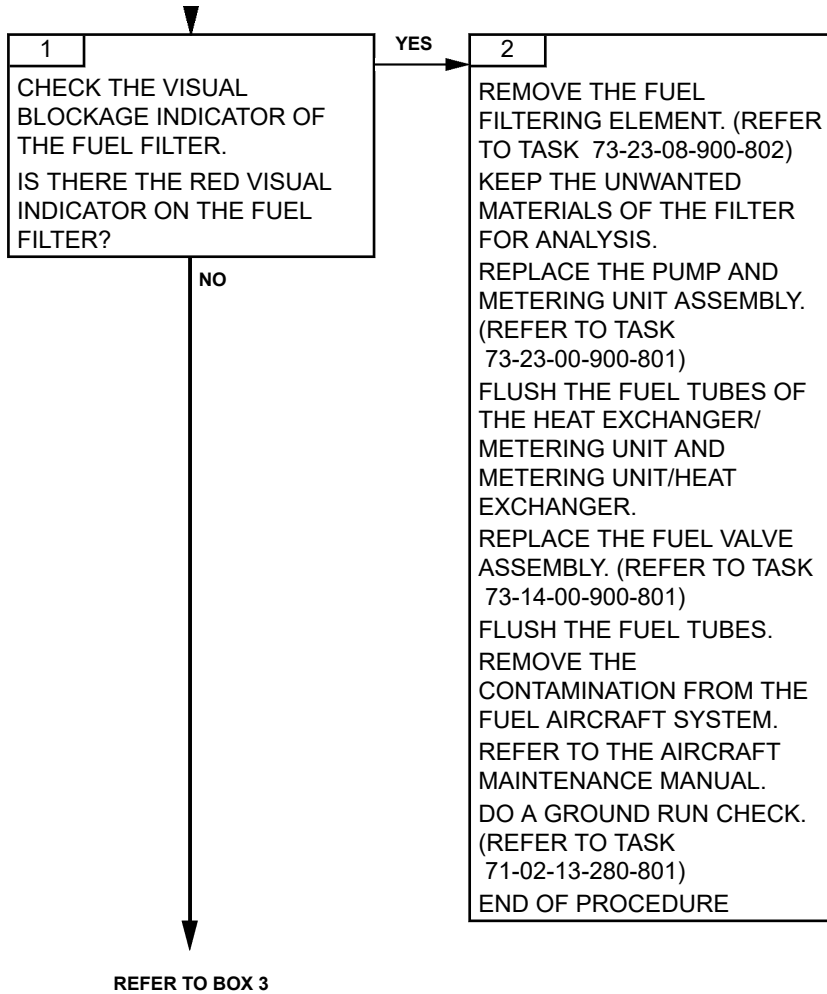 1
CHECK THE VISUAL
BLOCKAGE INDICATOR OF
THE FUEL FILTER.
IS THERE THE RED VISUAL
INDICATOR ON THE FUEL
FILTER?
YES
NO
2
REMOVE THE FUEL
FILTERING ELEMENT. (REFER
TO TASK 73-23-08-900-802)
KEEP THE UNWANTED
MATERIALS OF THE FILTER
FOR ANALYSIS.
REPLACE THE PUMP AND
METERING UNIT ASSEMBLY.
(REFER TO TASK
73-23-00-900-801)
FLUSH THE FUEL TUBES OF
THE HEAT EXCHANGER/
METERING UNIT AND
METERING UNIT/HEAT
EXCHANGER.
REPLACE THE FUEL VALVE
ASSEMBLY. (REFER TO TASK
73-14-00-900-801)
FLUSH THE FUEL TUBES.
REMOVE THE
CONTAMINATION FROM THE
FUEL AIRCRAFT SYSTEM.
REFER TO THE AIRCRAFT
MAINTENANCE MANUAL.
DO A GROUND RUN CHECK.
(REFER TO TASK
71-02-13-280-801)
END OF PROCEDURE
REFER TO BOX 3